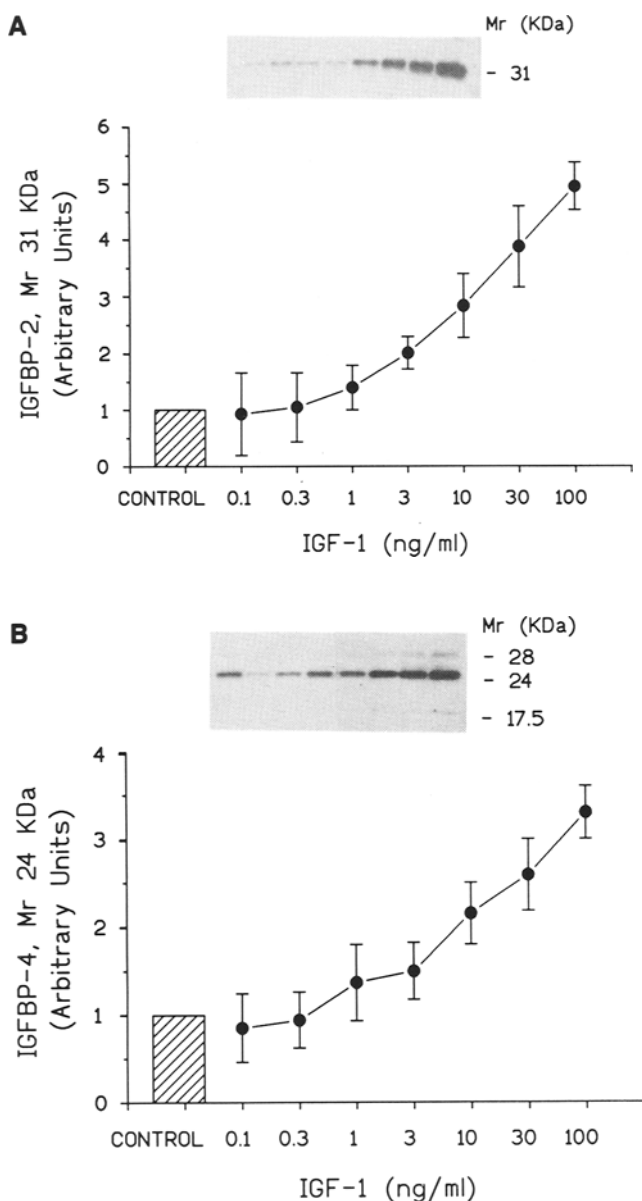 A
Mr (KDa)
- 31
IGFBP-2, Mr 31 KDa
(Arbitrary Units)
6
5
4
3
2
1
0
CONTROL 0.1 0.3 1 3 10 30 100
IGF-1 (ng/ml)
B
Mr (KDa)
- 28
- 24
- 17.5
IGFBP-4, Mr 24 KDa
(Arbitrary Units)
4
3
2
1
0
CONTROL 0.1 0.3 1 3 10 30 100
IGF-1 (ng/ml)